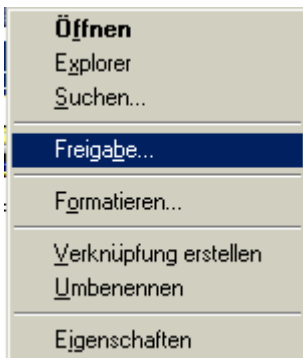 Öffnen
Explorer
Suchen...
Freigabe...
Formatieren...
Verknüpfung erstellen
Umbenennen
Eigenschaften